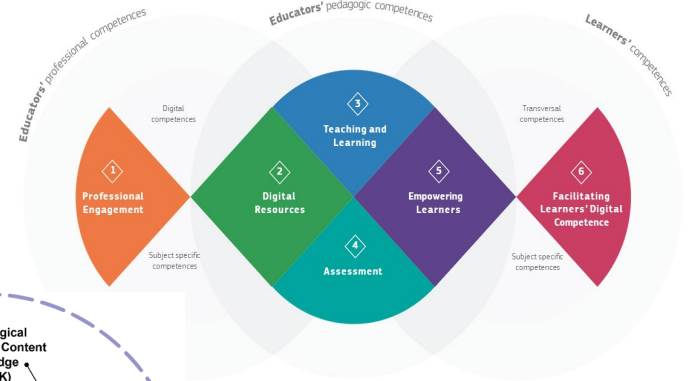 Educators' professional competences
Educators' pedagogic competences
Learners' competences
Digital
competences
Transversal
competences
3
Teaching and
Learning
1
Professional
Engagement
2
Digital
Resources
5
Empowering
Learners
6
Facilitating
Learners' Digital
Competence
4
Assessment
Subject specific
competences
Subject specific
competences
gical
Content
dge
K)